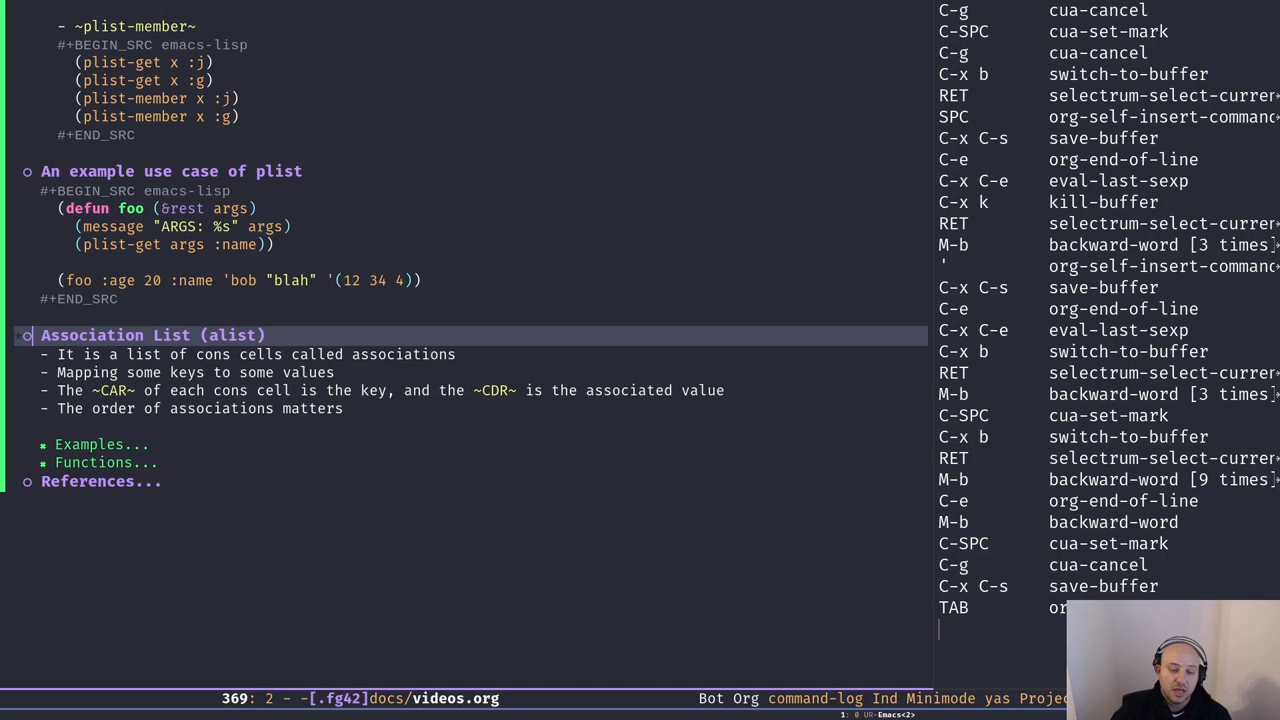 - ~plist-member~
#+BEGIN_SRC emacs-lisp
(plist-get x :j)
(plist-get x :g)
(plist-member x :j)
(plist-member x :g)
#+END_SRC
An example use case of plist
#+BEGIN_SRC emacs-lisp
(defun foo (&rest args)
(message "ARGS: %s" args)
(plist-get args :name))
(foo :age 20 :name 'bob "blah" '(12 34 4))
#+END_SRC
Association List (alist)
- It is a list of cons cells called associations
- Mapping some keys to some values
- The ~CAR~ of each cons cell is the key, and the ~CDR~ is the associated value
- The order of associations matters
Examples...
Functions...
References...
369: 2 - -[.fg42]docs/videos.org Bot Org command-log Ind Minimode yas Projec
C-g cua-cancel
C-SPC cua-set-mark
C-g cua-cancel
C-x b switch-to-buffer
RET selectrum-select-curren
SPC org-self-insert-command
C-x C-s save-buffer
C-e org-end-of-line
C-x C-e eval-last-sexp
C-x k kill-buffer
RET selectrum-select-curren
M-b backward-word [3 times]
' org-self-insert-command
C-x C-s save-buffer
C-e org-end-of-line
C-x C-e eval-last-sexp
C-x b switch-to-buffer
RET selectrum-select-curren
M-b backward-word [3 times]
C-SPC cua-set-mark
C-x b switch-to-buffer
RET selectrum-select-curren
M-b backward-word [9 times]
C-e org-end-of-line
M-b backward-word
C-SPC cua-set-mark
C-g cua-cancel
C-x C-s save-buffer
TAB or
1: 0 UR-Emacs<2>